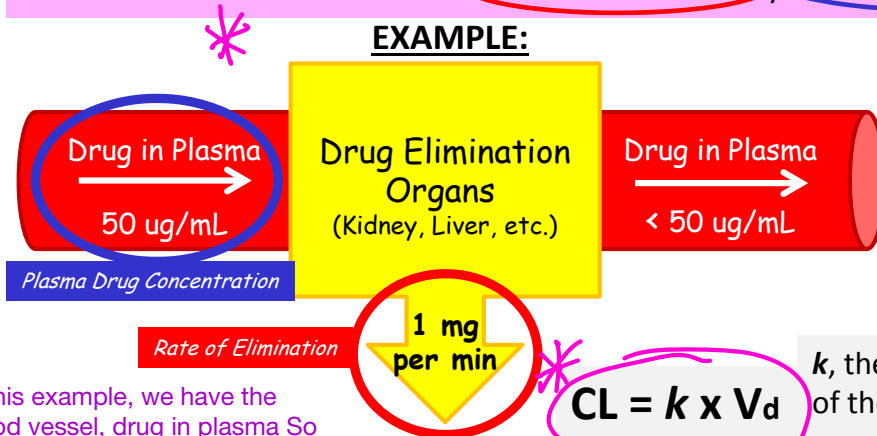 EXAMPLE:
Drug in Plasma
50 ug/mL
Drug Elimination
Organs
(Kidney, Liver, etc.)
Drug in Plasma
< 50 ug/mL
Plasma Drug Concentration
Rate of Elimination
1 mg
per min
CL = k x Vd
k, the
of the
his example, we have the
od vessel, drug in plasma So